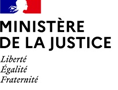 MINISTÈRE
DE LA JUSTICE
Liberté
Égalité
Fraternité